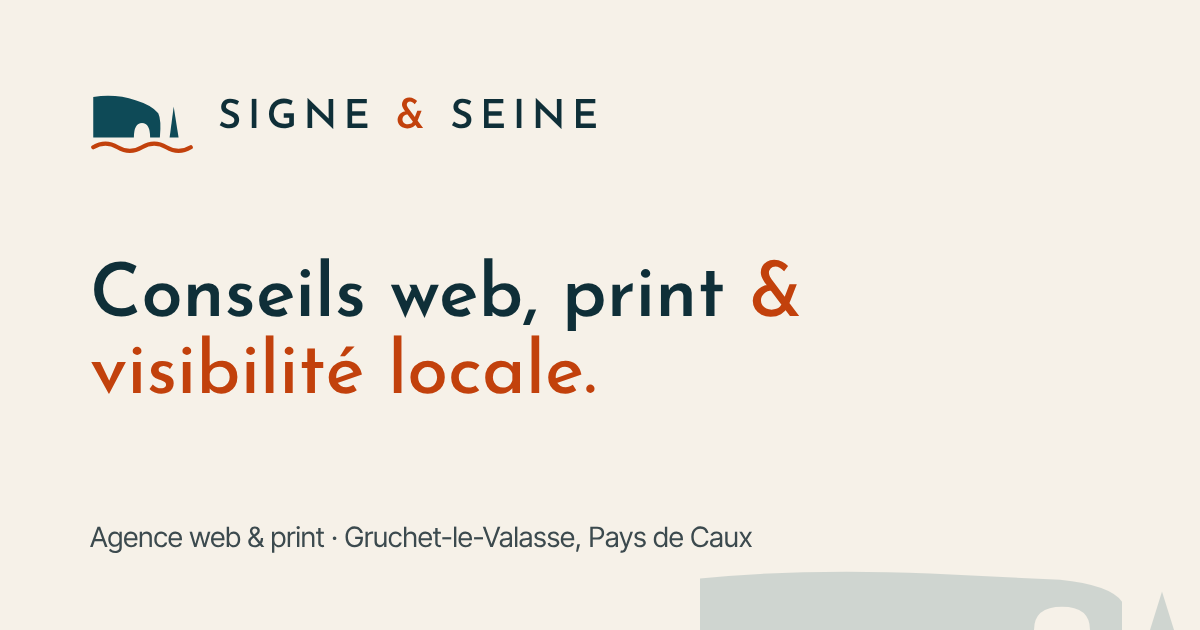 SIGNE & SEINE
Conseils web, print &
visibilité locale.
Agence web & print · Gruchet-le-Valasse, Pays de Caux